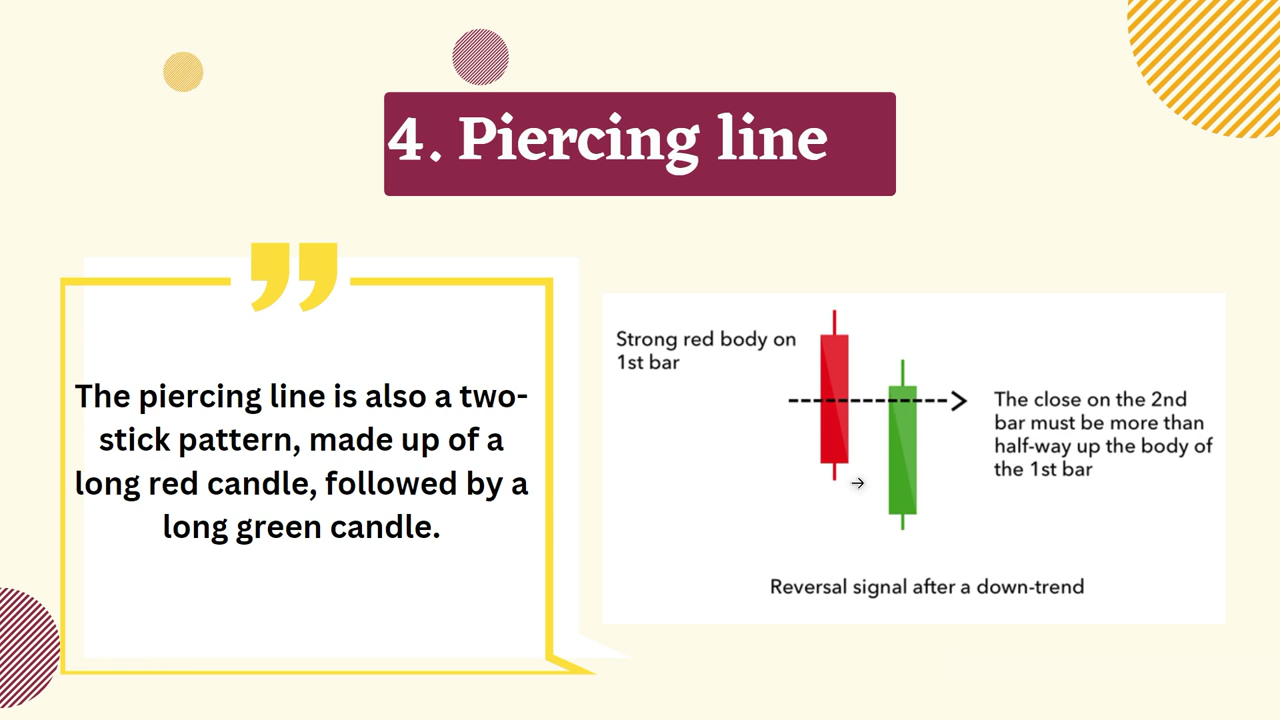 4. Piercing line
The piercing line is also a two-
stick pattern, made up of a
long red candle, followed by a
long green candle.
Strong red body on
1st bar
The close on the 2nd
bar must be more than
half-way up the body of
the 1st bar
Reversal signal after a down-trend